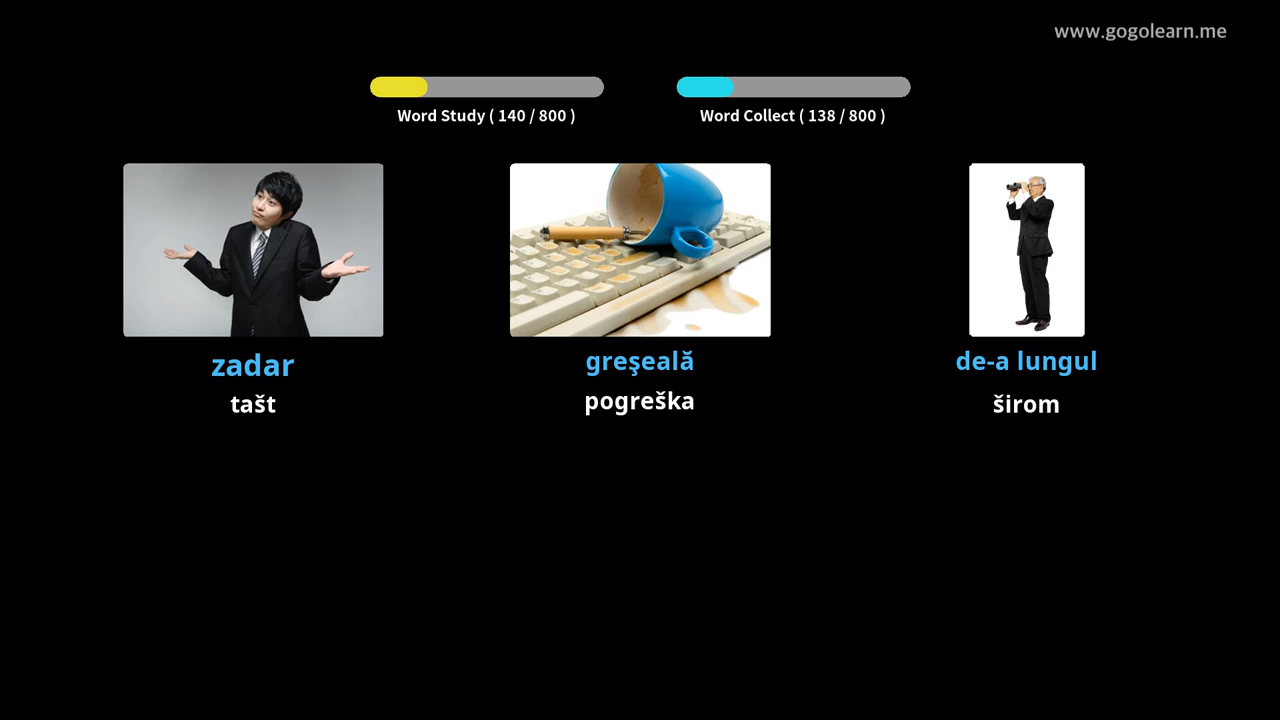 www.gogolearn.me
Word Study ( 140 / 800 )
Word Collect ( 138 / 800 )
zadar
tašt
greşeală
pogreška
de-a lungul
širom